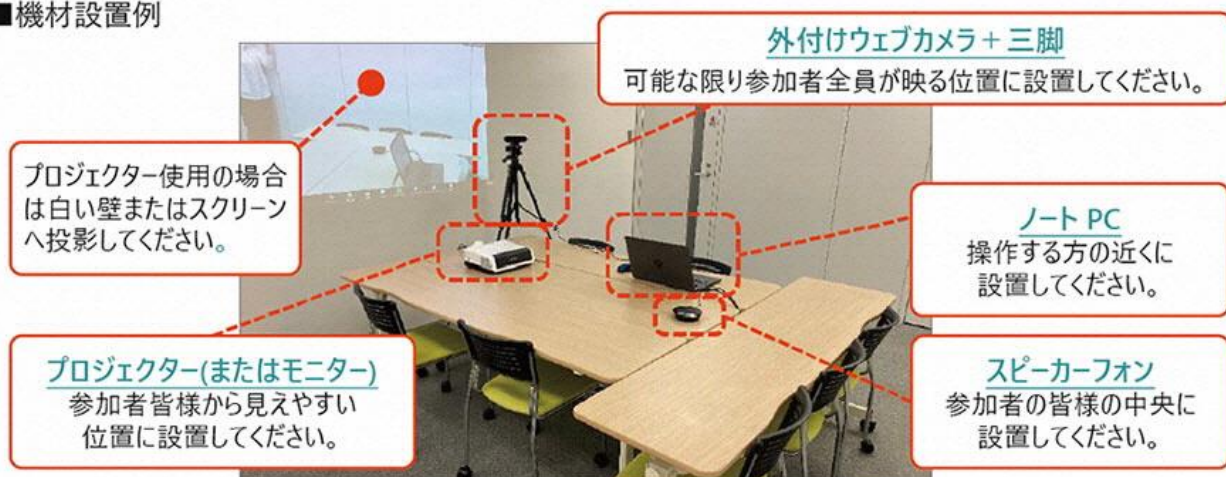 ■機材設置例
外付けウェブカメラ+三脚
可能な限り参加者全員が映る位置に設置してください。
プロジェクター使用の場合
は白い壁またはスクリーン
へ投影してください。
ノート PC
操作する方の近くに
設置してください。
プロジェクター(またはモニター)
参加者皆様から見えやすい
位置に設置してください。
スピーカーフォン
参加者の皆様の中央に
設置してください。